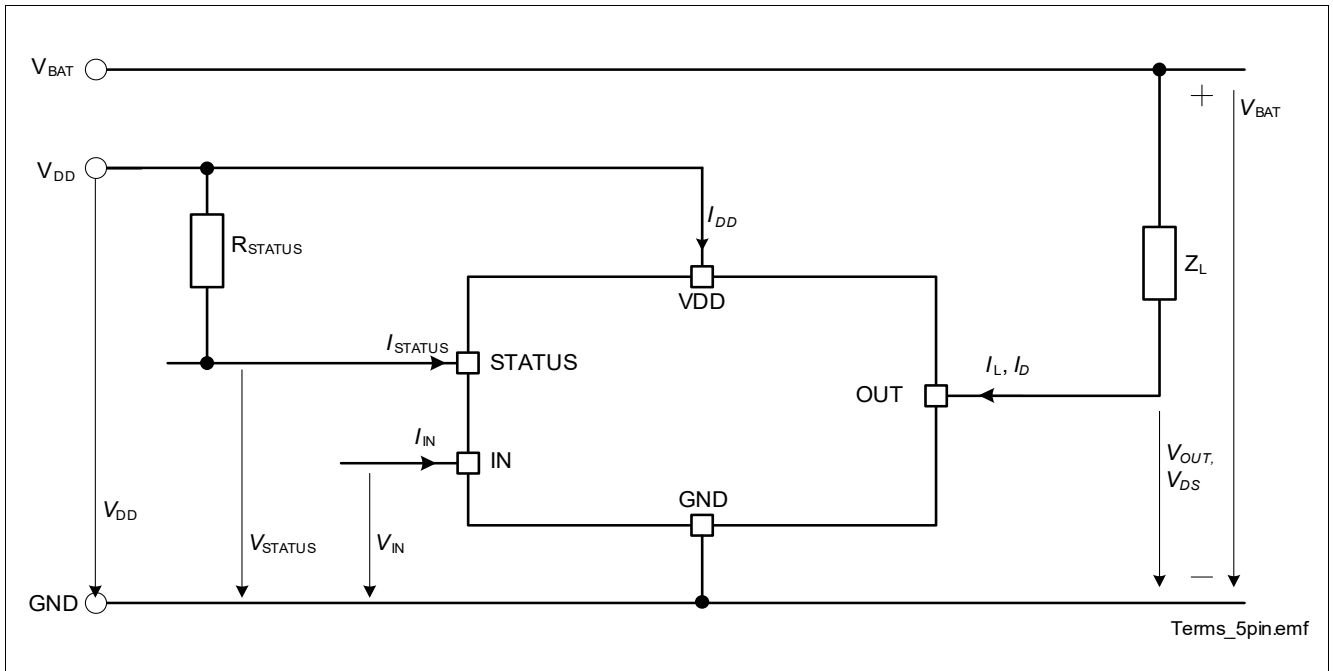 VBAT
+
VBAT
VDD
IDD
RSTATUS
ZL
VDD
ISTATUS
STATUS
OUT
IL, ID
IIN
IN
VOUT,
VDS
GND
VDD
VSTATUS
VIN
GND
Terms_5pin.emf